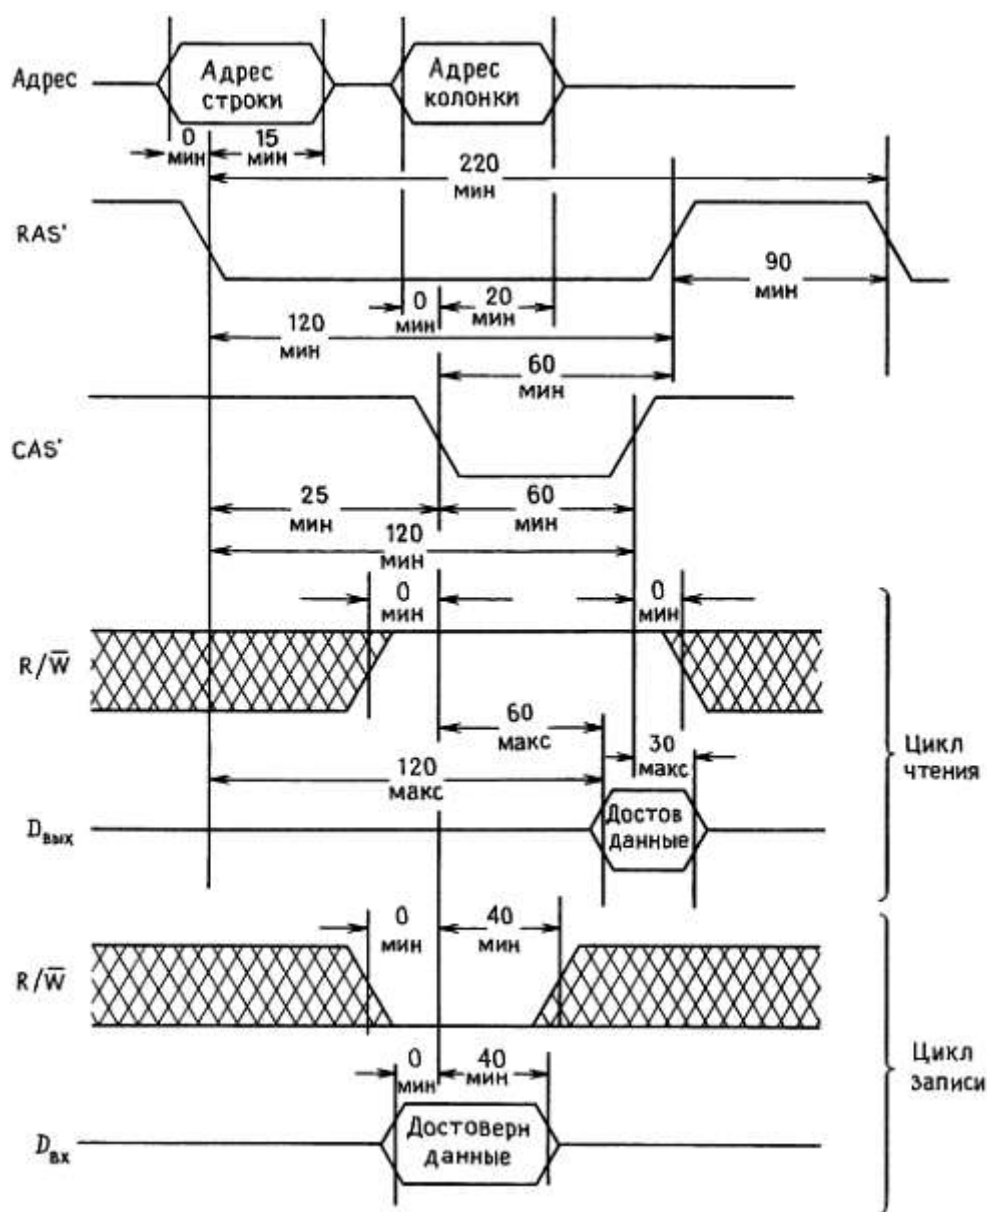 Адрес
Адрес
строки
Адрес
колонки
0
мин
15
мин
220
мин
RAS'
90
мин
0
мин
20
мин
120
мин
60
мин
CAS'
25
мин
60
мин
120
мин
0
мин
0
мин
R/W̅
60
макс
30
макс
120
макс
Цикл
чтения
Dвых
Достов
данные
0
мин
40
мин
R/W̅
0
мин
40
мин
Цикл
записи
Dвх
Достоверн
данные